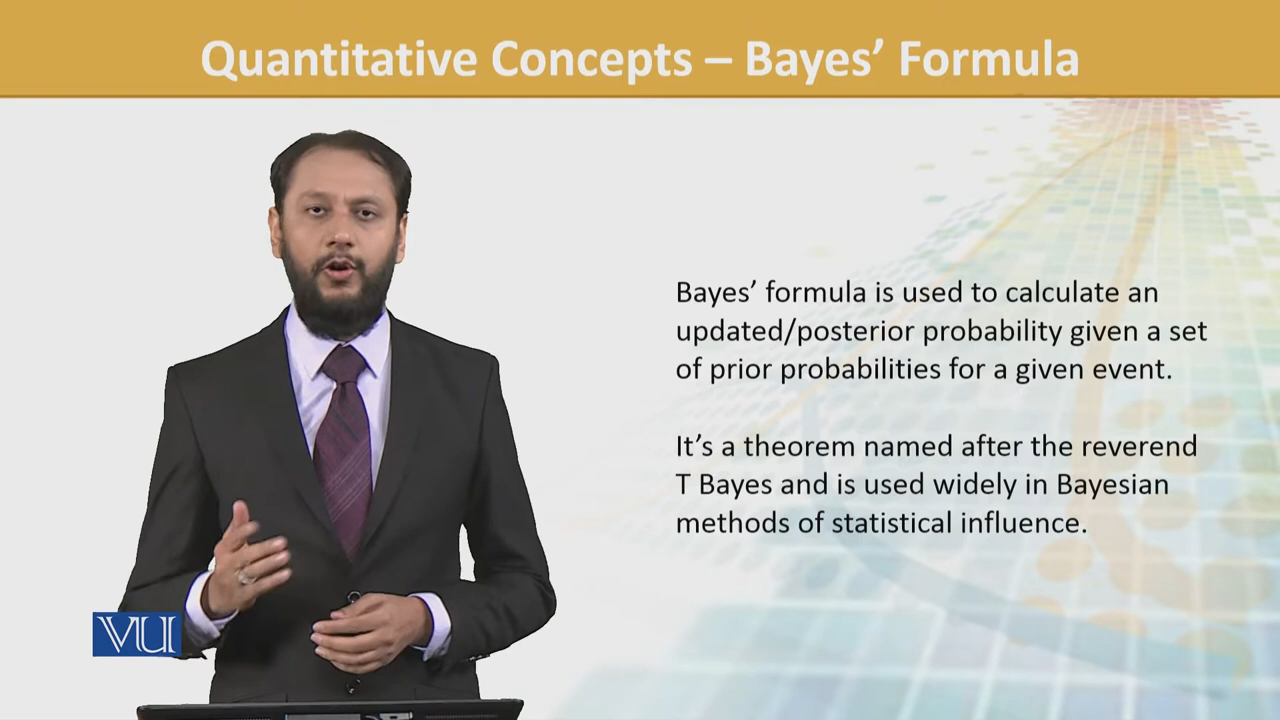 Quantitative Concepts – Bayes’ Formula
Bayes’ formula is used to calculate an
updated/posterior probability given a set
of prior probabilities for a given event.
It’s a theorem named after the reverend
T Bayes and is used widely in Bayesian
methods of statistical influence.
VU